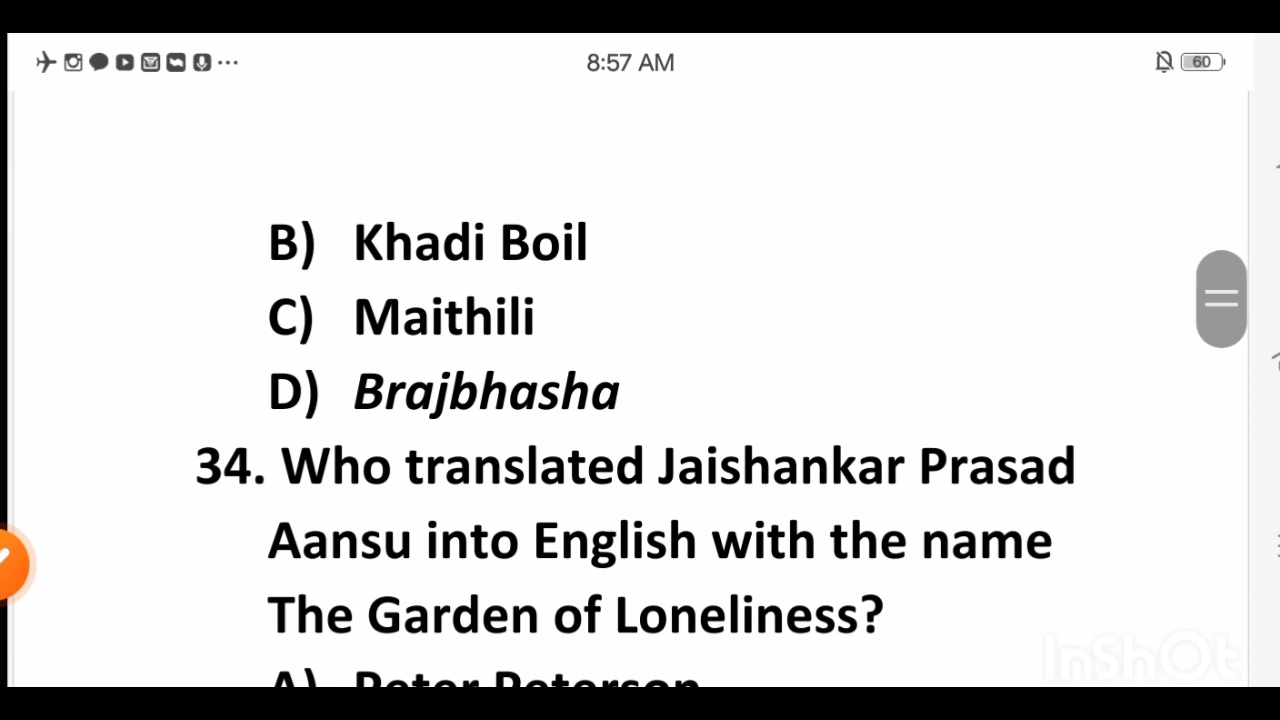 8:57 AM
60
B) Khadi Boil
C) Maithili
D) Brajbhasha
34. Who translated Jaishankar Prasad
Aansu into English with the name
The Garden of Loneliness?
A) Peter Peterson
InShOt